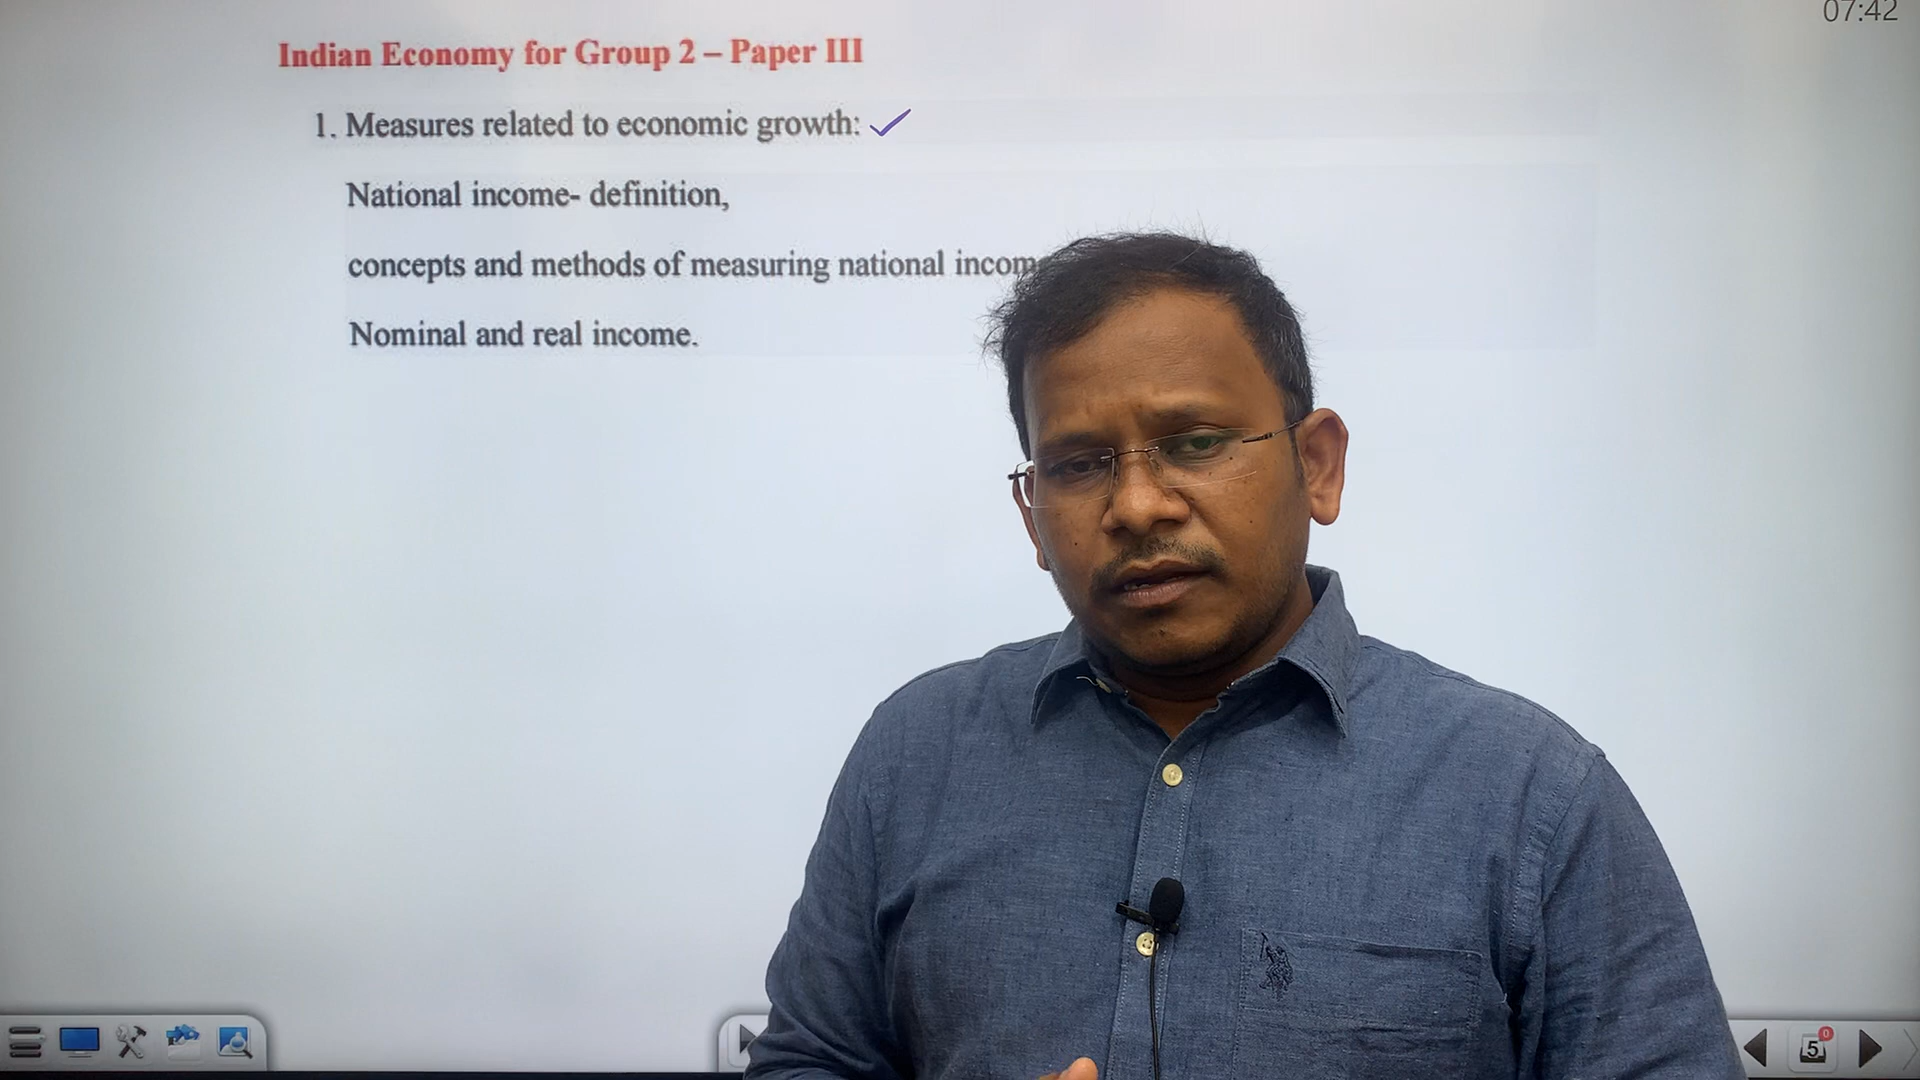 07:42
Indian Economy for Group 2 – Paper III
1. Measures related to economic growth:
National income- definition,
concepts and methods of measuring national
Nominal and real income.
5
0